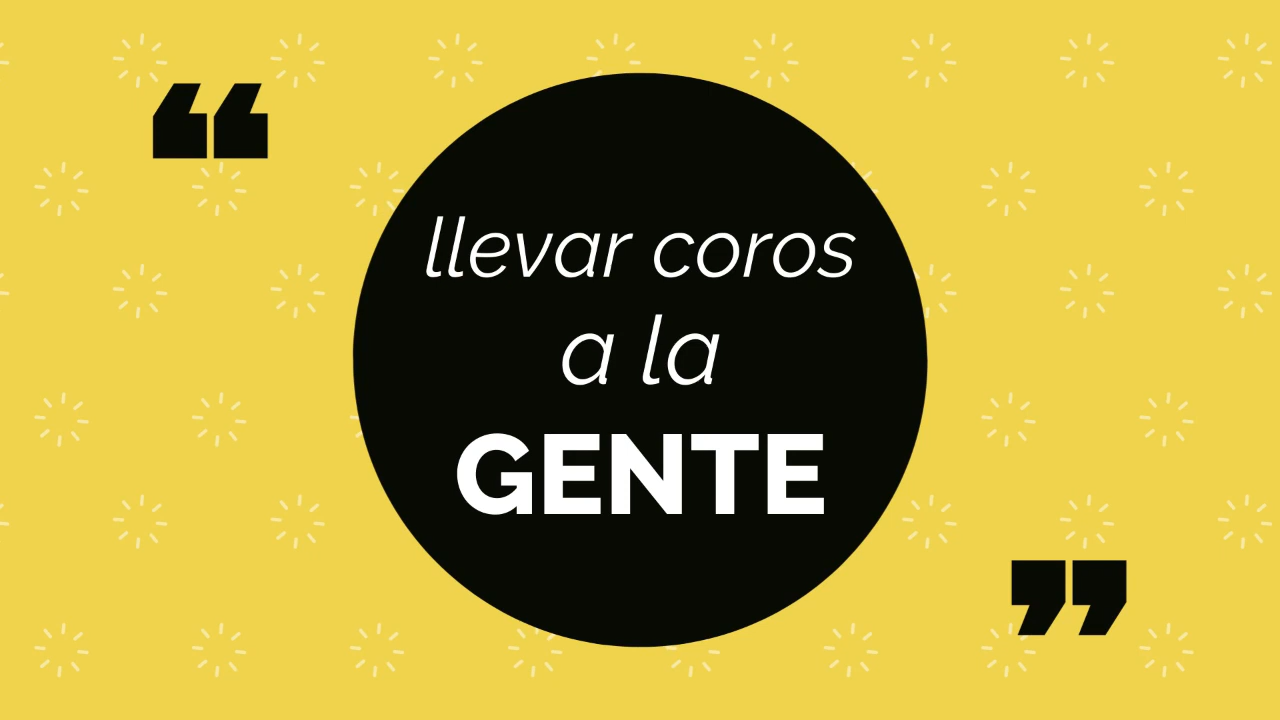 “
llevar coros
a la
GENTE
”